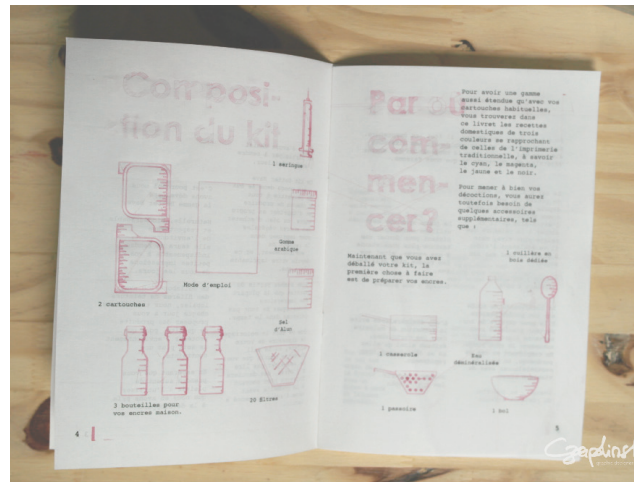 Composi-
tion du kit
1 seringue
Gomme
arabique
Mode d'emploi
2 cartouches
Sel
d'Alun
3 bouteilles pour
vos encres maison.
10 filtres
4
Par où
com-
men-
cer?
Pour avoir une gamme
aussi étendue qu'avec vos
cartouches habituelles,
vous trouverez dans
ce livret les recettes
domestiques de trois
couleurs se rapprochant
de celles de l'imprimerie
traditionnelle, à savoir
le cyan, le magenta,
le jaune et le noir.
Pour mener à bien vos
décoctions, vous aurez
toutefois besoin de
quelques accessoires
supplémentaires, tels
que :
Maintenant que vous avez
déballé votre kit, la
première chose à faire
est de préparer vos encres.
1 cuillère en
bois dédiée
1 casserole
Eau
déminéralisée
1 passoire
1 bol
5